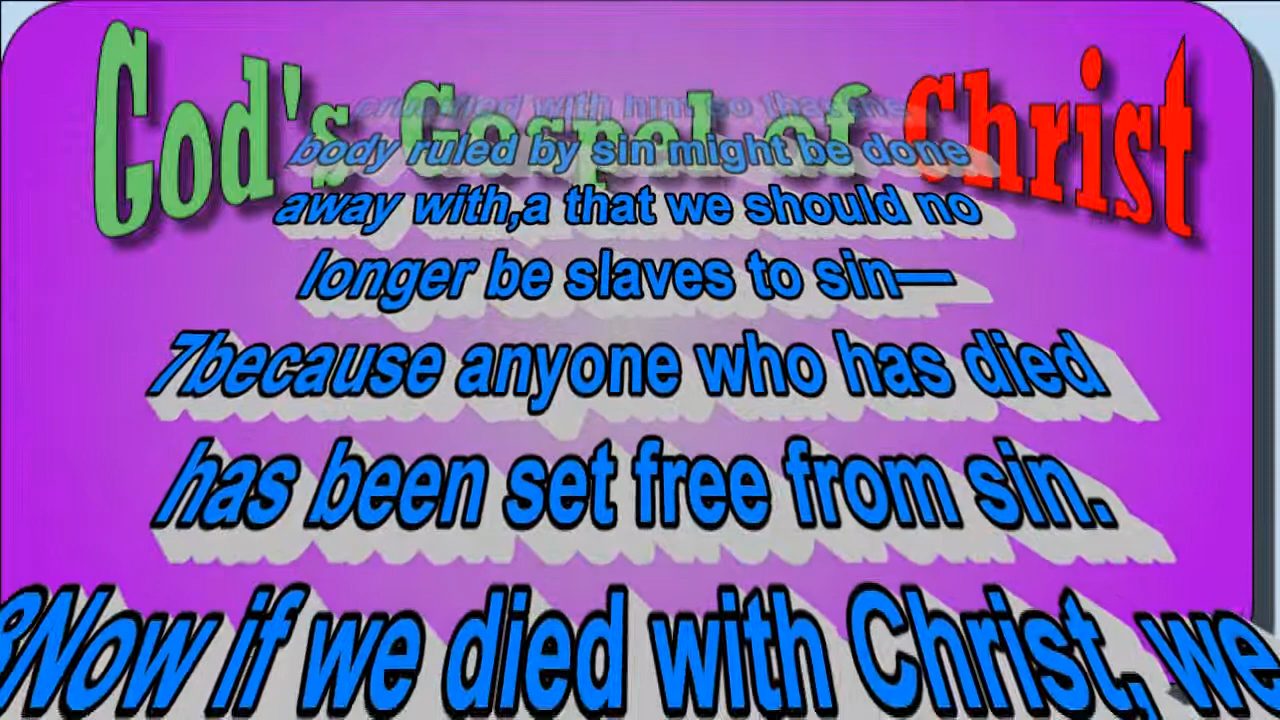 God's Gospel of Christ
crucified with him so that the
body ruled by sin might be done
away with,a that we should no
longer be slaves to sin—
7because anyone who has died
has been set free from sin.
8Now if we died with Christ, we